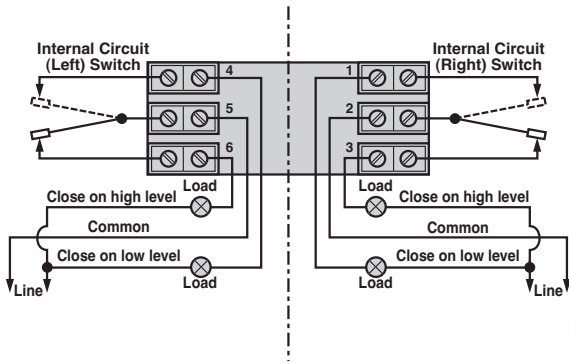 Internal Circuit
(Left) Switch
4
5
6
Load
Close on high level
Common
Close on low level
Load
Line
Internal Circuit
(Right) Switch
1
2
3
Load
Close on high level
Common
Close on low level
Load
Line